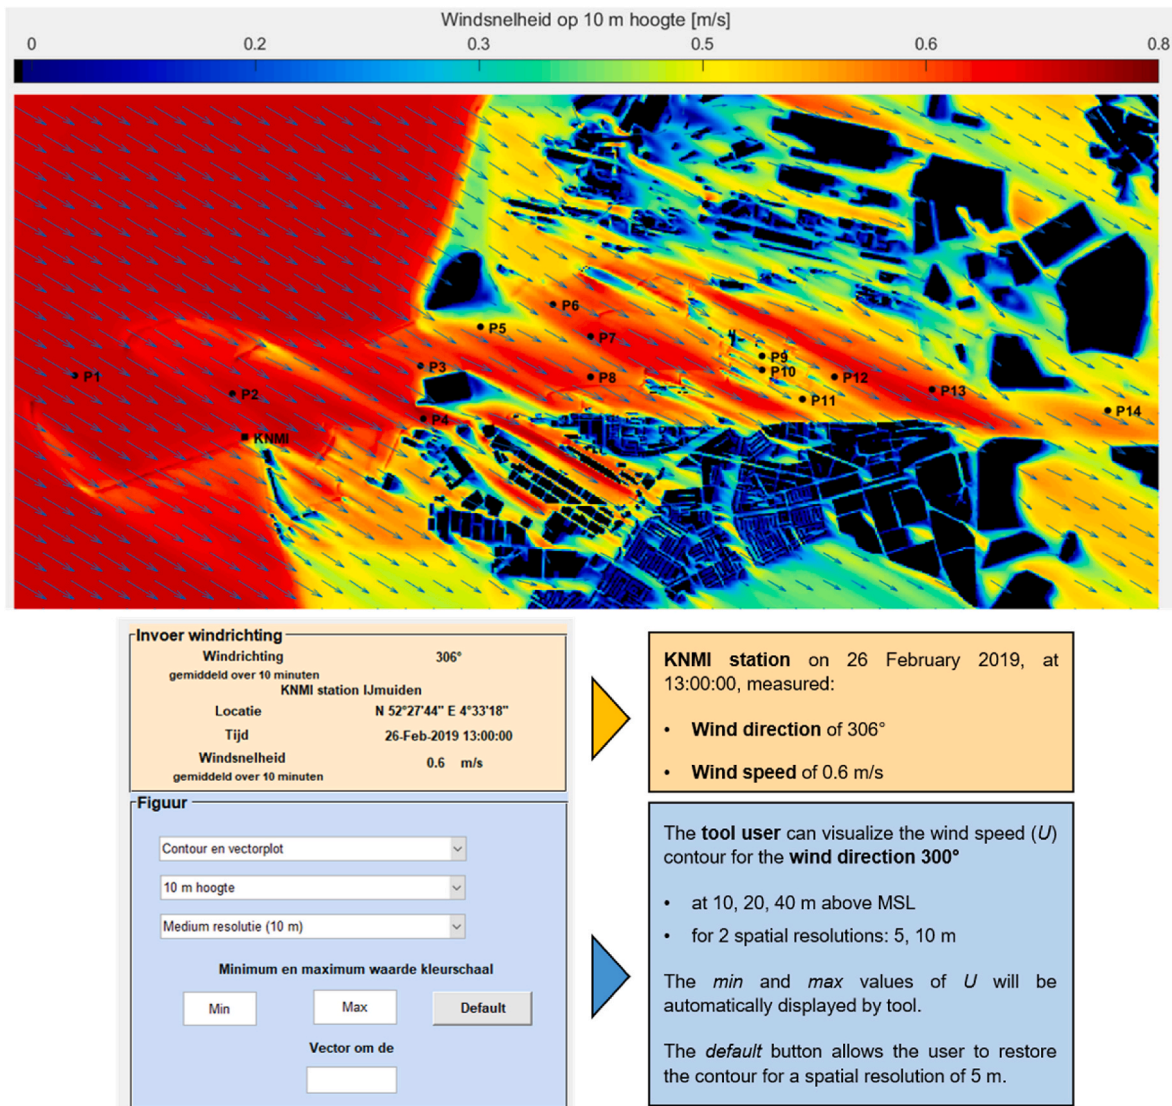 Windsnelheid op 10 m hoogte [m/s]
0 0.2 0.3 0.5 0.6 0.8
P6
P5
P7
P9
P3
P10
P1
P8
P12
P2
P13
P11
P14
P4
KNMI
Invoer windrichting
Windrichting 306°
gemiddeld over 10 minuten
KNMI station IJmuiden
Locatie N 52°27'44" E 4°33'18"
Tijd 26-Feb-2019 13:00:00
Windsnelheid 0.6 m/s
gemiddeld over 10 minuten
Figuur
Contour en vectorplot
10 m hoogte
Medium resolutie (10 m)
Minimum en maximum waarde kleurschaal
Min Max Default
Vector om de
KNMI station on 26 February 2019, at
13:00:00, measured:
• Wind direction of 306°
• Wind speed of 0.6 m/s
The tool user can visualize the wind speed (U)
contour for the wind direction 300°
• at 10, 20, 40 m above MSL
• for 2 spatial resolutions: 5, 10 m
The min and max values of U will be
automatically displayed by tool.
The default button allows the user to restore
the contour for a spatial resolution of 5 m.